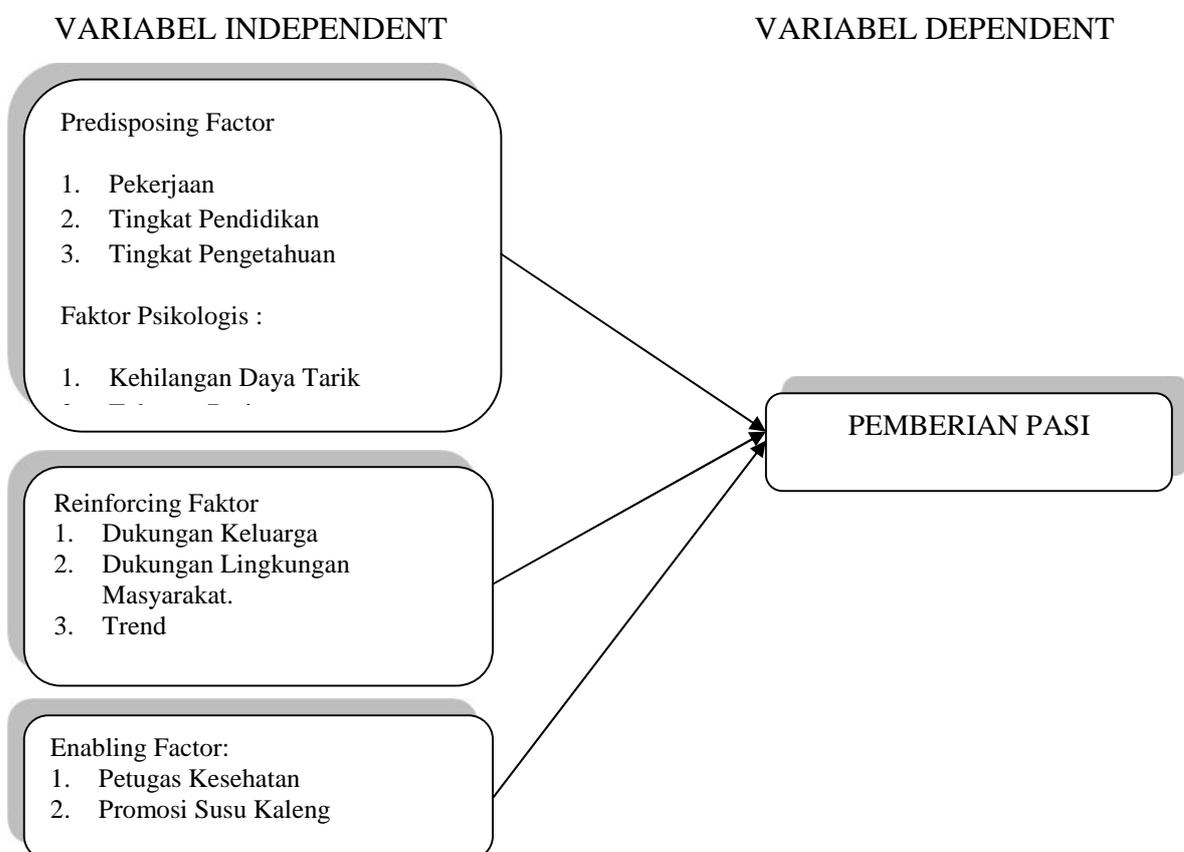 VARIABEL INDEPENDENT
VARIABEL DEPENDENT
Predisposing Factor
1. Pekerjaan
2. Tingkat Pendidikan
3. Tingkat Pengetahuan
Faktor Psikologis :
1. Kehilangan Daya Tarik
Reinforcing Faktor
1. Dukungan Keluarga
2. Dukungan Lingkungan
Masyarakat.
3. Trend
Enabling Factor:
1. Petugas Kesehatan
2. Promosi Susu Kaleng
PEMBERIAN PASI